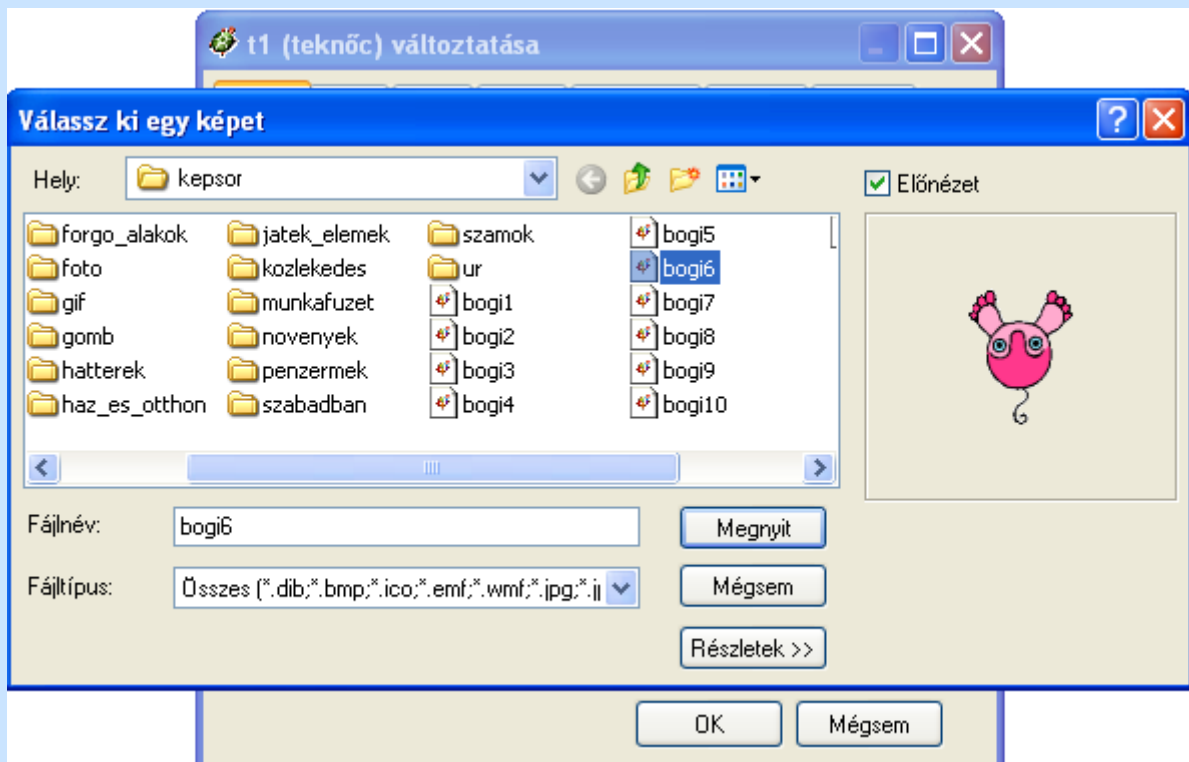 t1 (teknőc) változtatása
Válassz ki egy képet
Hely: kepsor
Előnézet
forgo_alakok jatek_elemek szamok bogi5
foto kozlekedes ur bogi6
gif munkafuzet bogi1 bogi7
gomb novenyek bogi2 bogi8
hatterek penzermek bogi3 bogi9
haz_es_otthon szabadban bogi4 bogi10
Fájlnév: bogi6 Megnyit
Fájltípus: Összes (*.dib;*.bmp;*.ico;*.emf;*.wmf;*.jpg;*.j Mégsem
Részletek >>
OK Mégsem